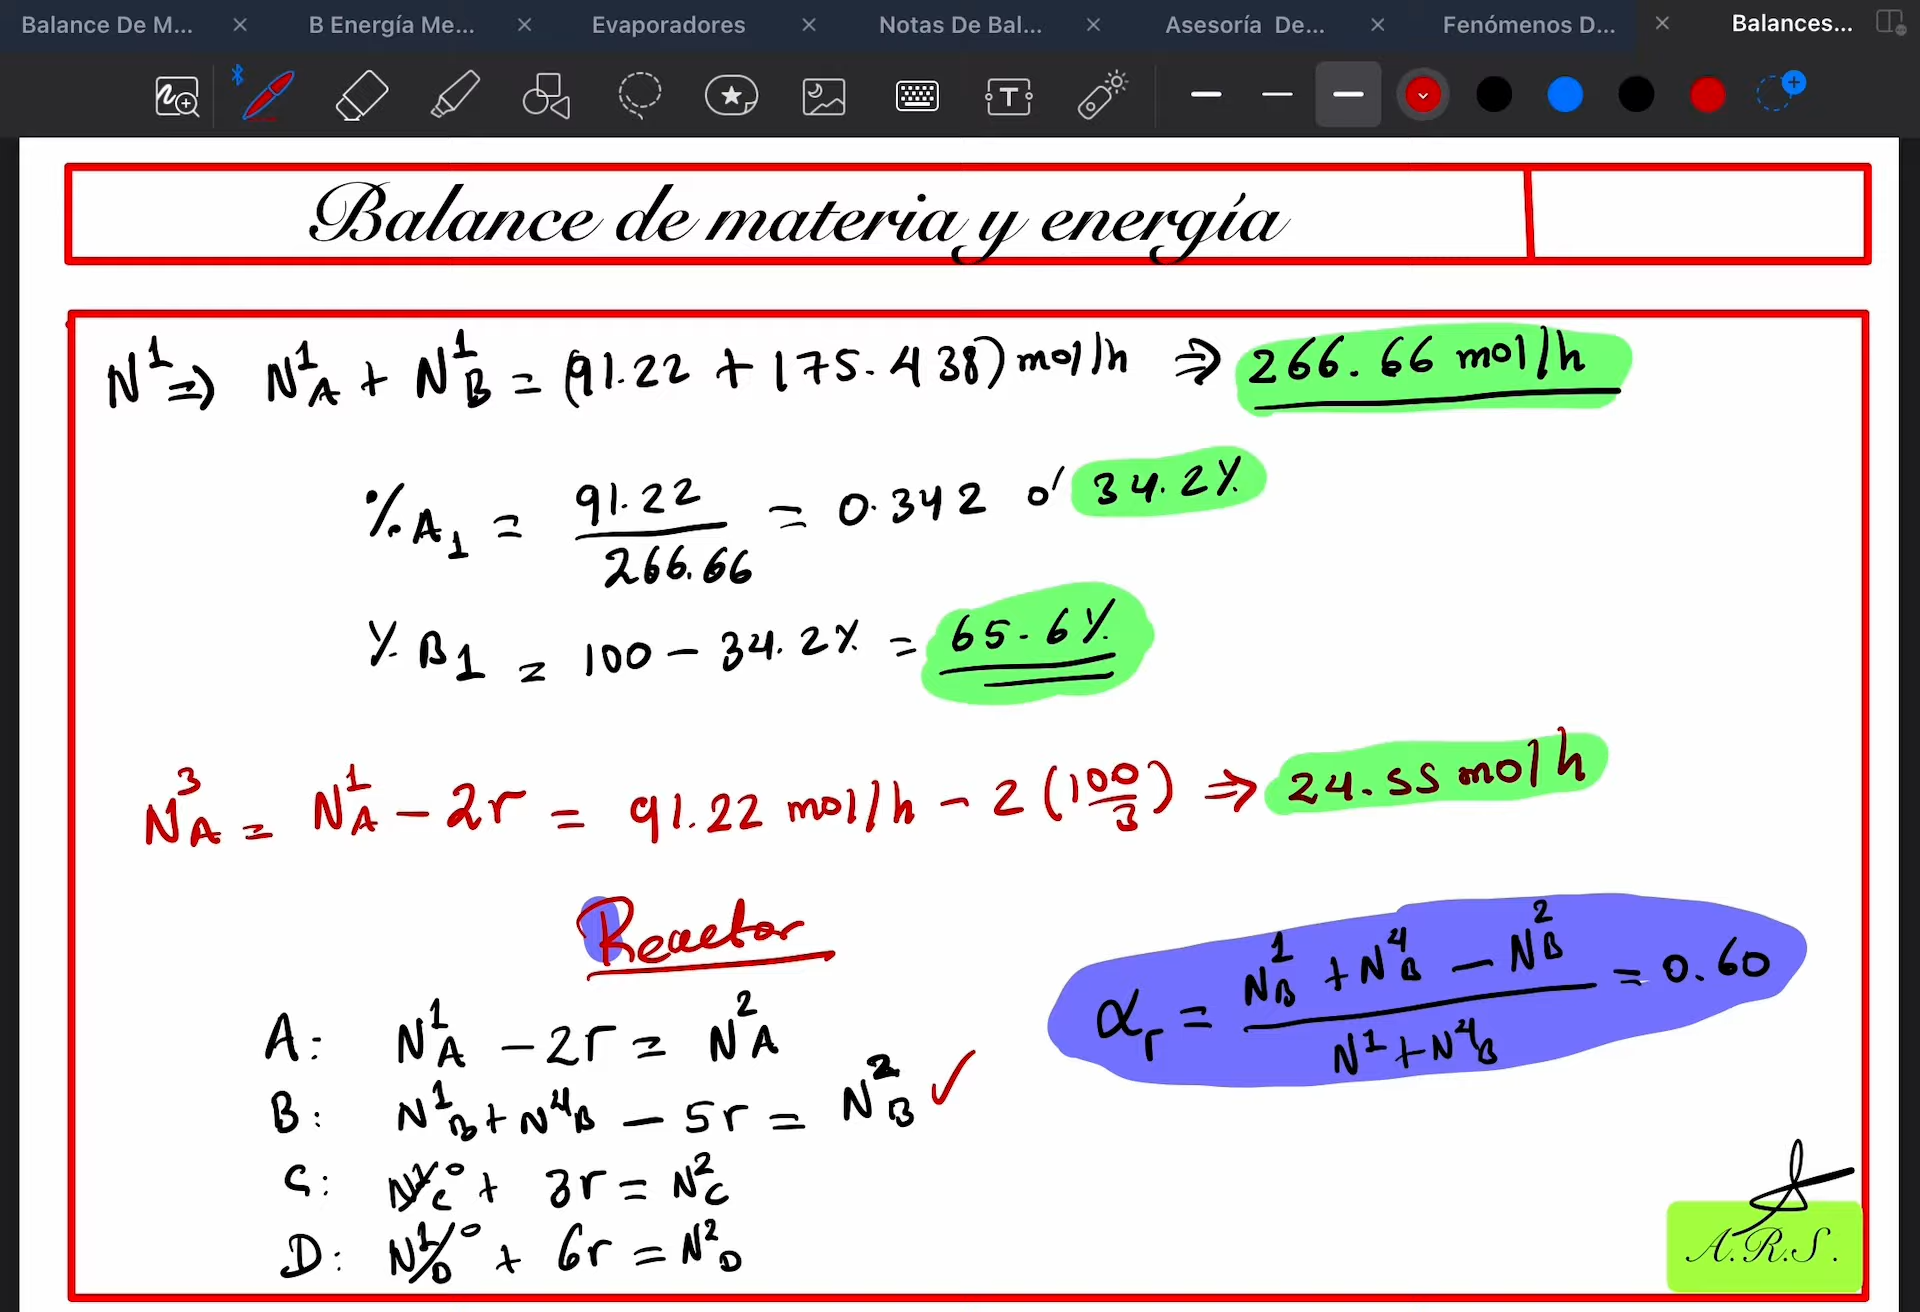 Balance De M... × B Energía Me... × Evaporadores × Notas De Bal... × Asesoría De... × Fenómenos D... × Balances...
Balance de materia y energía
N¹ ⇒ N¹A + N¹B = (91.22 + 175.438) mol/h ⇒ 266.66 mol/h
%A₁ = 91.22 / 266.66 = 0.342 ó 34.2%
% B1 = 100 - 34.2% = 65.6%
N³A = N¹A - 2r = 91.22 mol/h - 2 (100/3) ⇒ 24.55 mol/h
Reactor
αr = (N¹B + N⁴B - N²B) / (N¹ + N⁴B) = 0.60
A: N¹A - 2r = N²A
B: N¹B + N⁴B - 5r = N²B ✓
C: N¹C⁰ + 3r = N²C
D: N¹D⁰ + 6r = N²D
A.R.S.